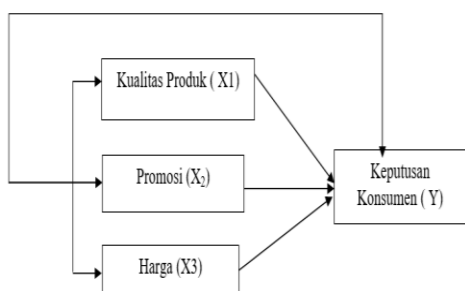 Kualitas Produk ( X1)
Promosi (X₂)
Keputusan
Konsumen ( Y)
Harga (X3)